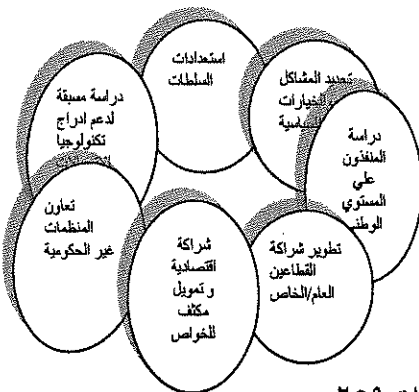 استعدادات
السلطات
تحديد المشاكل
الخيارات
دراسة
المنفذون
علي
المستوي
الوطني
تطوير شراكة
القطاعين
العام/الخاص
شراكة
اقتصادية
و تمويل
مكثف
للخواص
تعاون
المنظمات
غير الحكومية
دراسة مسبقة
لدعم ادراج
تكنولوجيا